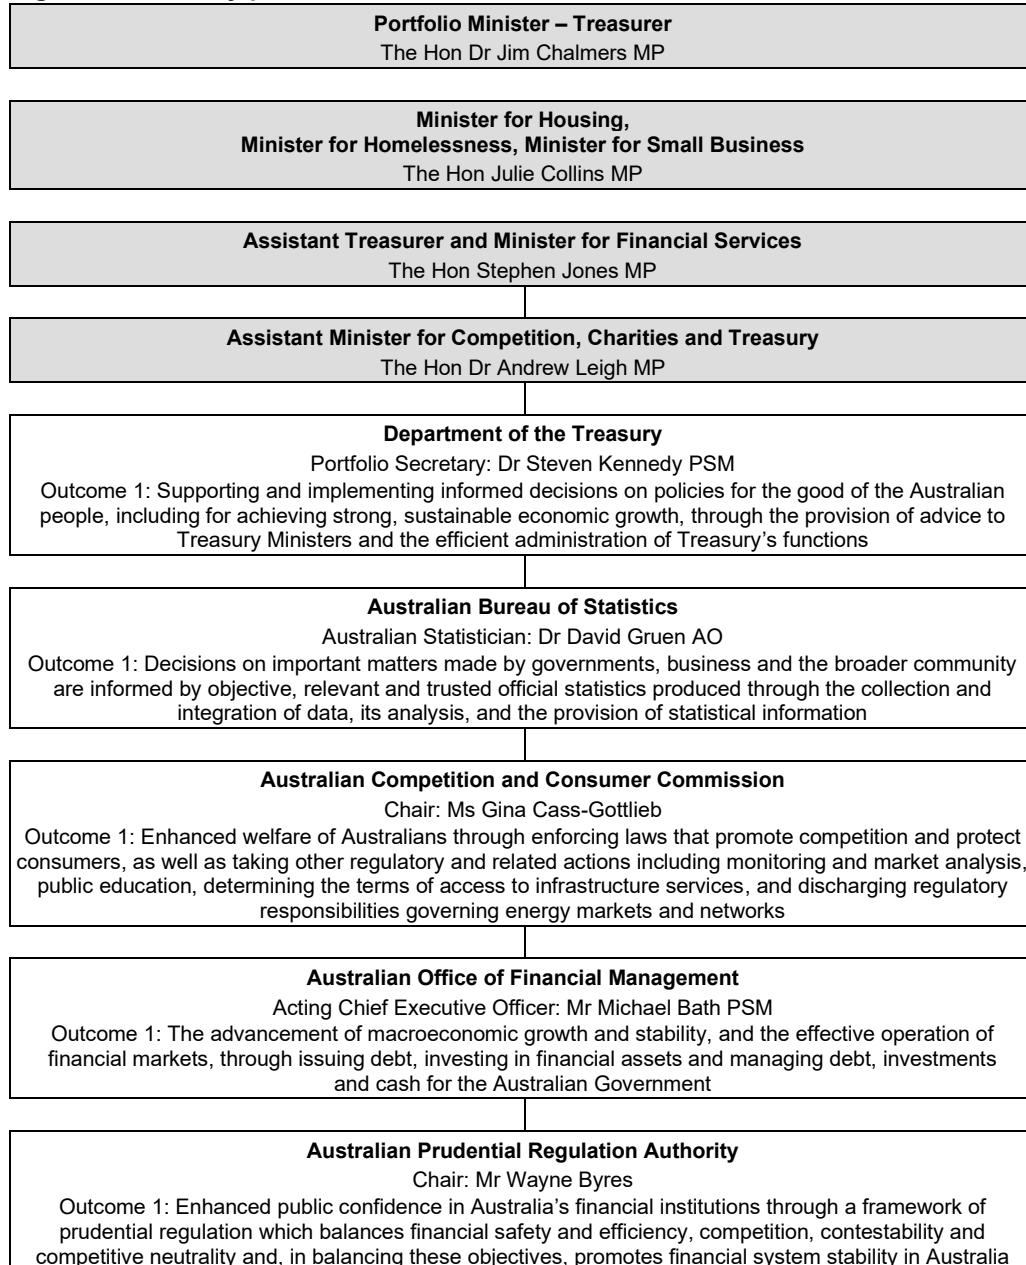 Portfolio Minister – Treasurer
The Hon Dr Jim Chalmers MP
Minister for Housing,
Minister for Homelessness, Minister for Small Business
The Hon Julie Collins MP
Assistant Treasurer and Minister for Financial Services
The Hon Stephen Jones MP
Assistant Minister for Competition, Charities and Treasury
The Hon Dr Andrew Leigh MP
Department of the Treasury
Portfolio Secretary: Dr Steven Kennedy PSM
Outcome 1: Supporting and implementing informed decisions on policies for the good of the Australian
people, including for achieving strong, sustainable economic growth, through the provision of advice to
Treasury Ministers and the efficient administration of Treasury’s functions
Australian Bureau of Statistics
Australian Statistician: Dr David Gruen AO
Outcome 1: Decisions on important matters made by governments, business and the broader community
are informed by objective, relevant and trusted official statistics produced through the collection and
integration of data, its analysis, and the provision of statistical information
Australian Competition and Consumer Commission
Chair: Ms Gina Cass-Gottlieb
Outcome 1: Enhanced welfare of Australians through enforcing laws that promote competition and protect
consumers, as well as taking other regulatory and related actions including monitoring and market analysis,
public education, determining the terms of access to infrastructure services, and discharging regulatory
responsibilities governing energy markets and networks
Australian Office of Financial Management
Acting Chief Executive Officer: Mr Michael Bath PSM
Outcome 1: The advancement of macroeconomic growth and stability, and the effective operation of
financial markets, through issuing debt, investing in financial assets and managing debt, investments
and cash for the Australian Government
Australian Prudential Regulation Authority
Chair: Mr Wayne Byres
Outcome 1: Enhanced public confidence in Australia’s financial institutions through a framework of
prudential regulation which balances financial safety and efficiency, competition, contestability and
competitive neutrality and, in balancing these objectives, promotes financial system stability in Australia